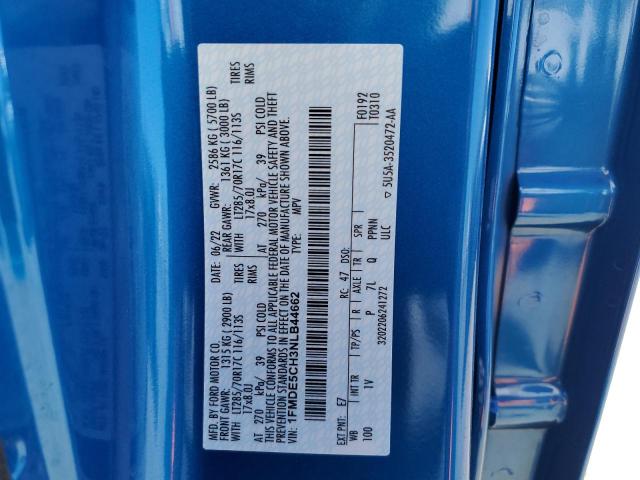 MFD. BY FORD MOTOR CO. 06/22 GVWR: 2586 KG ( 5700 LB)
FRONT GAWR: 1315 KG ( 2900 LB) REAR GAWR: 1361 KG ( 3000 LB)
WITH TIRES WITH TIRES
LT285/70R17C 116/113S LT285/70R17C 116/113S
17x8.0J RIMS 17x8.0J RIMS
AT 270 kPa/ 39 PSI COLD AT 270 kPa/ 39 PSI COLD
THIS VEHICLE CONFORMS TO ALL APPLICABLE FEDERAL MOTOR VEHICLE SAFETY AND THEFT
PREVENTION STANDARDS IN EFFECT ON THE DATE OF MANUFACTURE SHOWN ABOVE.
VIN: 1FMDE5CH3NLB44662 TYPE: MPV
EXT PNT: E7 RC: 47 DSO: F0192
WB INT TR TP/PS R AXLE TR SPR T0310
100 1V P 7L Q PPNN
ULC
3202206241272 ▽ 5U5A-3520472-AA